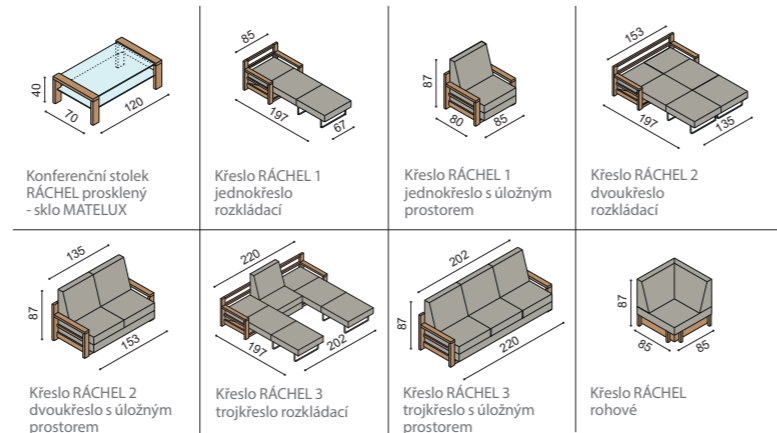 40
70
120
Konferenční stolek
RÁCHEL prosklený
- sklo MATELUX
85
197
67
Křeslo RÁCHEL 1
jednokřeslo
rozkládací
87
80
85
Křeslo RÁCHEL 1
jednokřeslo s úložným
prostorem
153
197
135
Křeslo RÁCHEL 2
dvoukřeslo
rozkládací
135
87
153
Křeslo RÁCHEL 2
dvoukřeslo s úložným
prostorem
220
197
202
Křeslo RÁCHEL 3
trojkřeslo rozkládací
202
87
220
Křeslo RÁCHEL 3
trojkřeslo s úložným
prostorem
87
85
85
Křeslo RÁCHEL
rohové